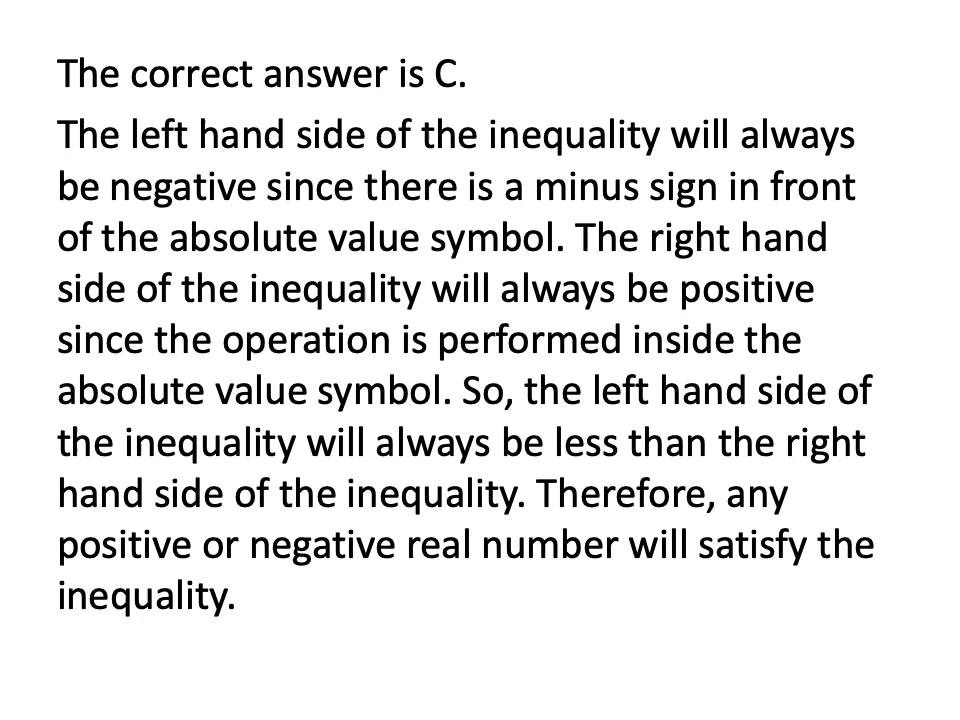 The correct answer is C.
The left hand side of the inequality will always
be negative since there is a minus sign in front
of the absolute value symbol. The right hand
side of the inequality will always be positive
since the operation is performed inside the
absolute value symbol. So, the left hand side of
the inequality will always be less than the right
hand side of the inequality. Therefore, any
positive or negative real number will satisfy the
inequality.